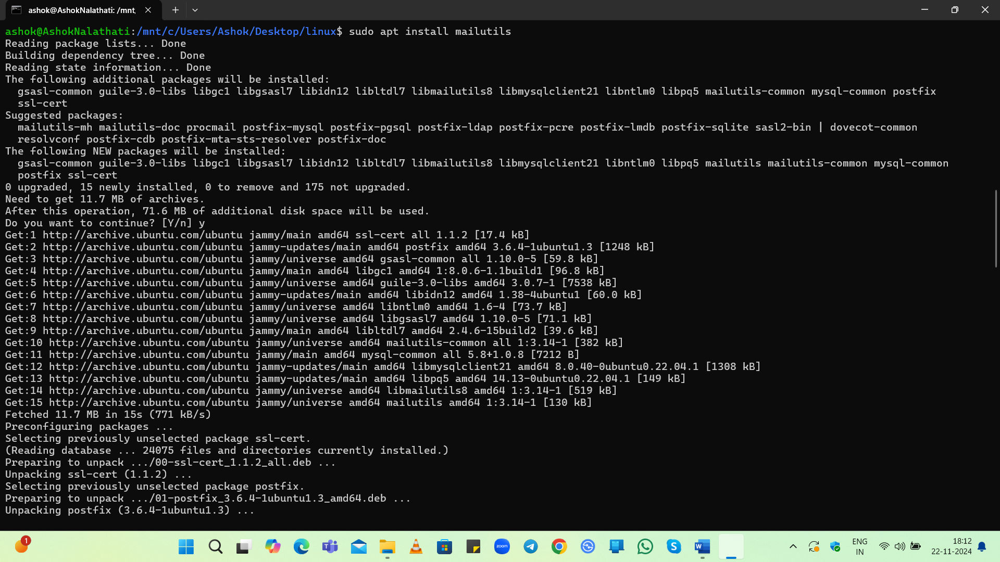 ashok@AshokNalathati: /mnt/
ashok@AshokNalathati:/mnt/c/Users/Ashok/Desktop/linux$ sudo apt install mailutils
Reading package lists... Done
Building dependency tree... Done
Reading state information... Done
The following additional packages will be installed:
gsasl-common guile-3.0-libs libgc1 libgsasl7 libidn12 libltdl7 libmailutils8 libmysqlclient21 libntlm0 libpq5 mailutils-common mysql-common postfix
ssl-cert
Suggested packages:
mailutils-mh mailutils-doc procmail postfix-mysql postfix-pgsql postfix-ldap postfix-pcre postfix-lmdb postfix-sqlite sasl2-bin | dovecot-common
resolvconf postfix-cdb postfix-mta-sts-resolver postfix-doc
The following NEW packages will be installed:
gsasl-common guile-3.0-libs libgc1 libgsasl7 libidn12 libltdl7 libmailutils8 libmysqlclient21 libntlm0 libpq5 mailutils mailutils-common mysql-common
postfix ssl-cert
0 upgraded, 15 newly installed, 0 to remove and 175 not upgraded.
Need to get 11.7 MB of archives.
After this operation, 71.6 MB of additional disk space will be used.
Do you want to continue? [Y/n] y
Get:1 http://archive.ubuntu.com/ubuntu jammy/main amd64 ssl-cert all 1.1.2 [17.4 kB]
Get:2 http://archive.ubuntu.com/ubuntu jammy-updates/main amd64 postfix amd64 3.6.4-1ubuntu1.3 [1248 kB]
Get:3 http://archive.ubuntu.com/ubuntu jammy/universe amd64 gsasl-common all 1.10.0-5 [59.8 kB]
Get:4 http://archive.ubuntu.com/ubuntu jammy/main amd64 libgc1 amd64 1:8.0.6-1.1build1 [96.8 kB]
Get:5 http://archive.ubuntu.com/ubuntu jammy/universe amd64 guile-3.0-libs amd64 3.0.7-1 [7538 kB]
Get:6 http://archive.ubuntu.com/ubuntu jammy-updates/main amd64 libidn12 amd64 1.38-4ubuntu1 [60.0 kB]
Get:7 http://archive.ubuntu.com/ubuntu jammy/universe amd64 libntlm0 amd64 1.6-4 [73.7 kB]
Get:8 http://archive.ubuntu.com/ubuntu jammy/universe amd64 libgsasl7 amd64 1.10.0-5 [71.1 kB]
Get:9 http://archive.ubuntu.com/ubuntu jammy/main amd64 libltdl7 amd64 2.4.6-15build2 [39.6 kB]
Get:10 http://archive.ubuntu.com/ubuntu jammy/universe amd64 mailutils-common all 1:3.14-1 [382 kB]
Get:11 http://archive.ubuntu.com/ubuntu jammy/main amd64 mysql-common all 5.8+1.0.8 [7212 B]
Get:12 http://archive.ubuntu.com/ubuntu jammy-updates/main amd64 libmysqlclient21 amd64 8.0.40-0ubuntu0.22.04.1 [1308 kB]
Get:13 http://archive.ubuntu.com/ubuntu jammy-updates/main amd64 libpq5 amd64 14.13-0ubuntu0.22.04.1 [149 kB]
Get:14 http://archive.ubuntu.com/ubuntu jammy/universe amd64 libmailutils8 amd64 1:3.14-1 [519 kB]
Get:15 http://archive.ubuntu.com/ubuntu jammy/universe amd64 mailutils amd64 1:3.14-1 [130 kB]
Fetched 11.7 MB in 15s (771 kB/s)
Preconfiguring packages ...
Selecting previously unselected package ssl-cert.
(Reading database ... 24075 files and directories currently installed.)
Preparing to unpack .../00-ssl-cert_1.1.2_all.deb ...
Unpacking ssl-cert (1.1.2) ...
Selecting previously unselected package postfix.
Preparing to unpack .../01-postfix_3.6.4-1ubuntu1.3_amd64.deb ...
Unpacking postfix (3.6.4-1ubuntu1.3) ...
1
zoom
ENG
IN
18:12
22-11-2024